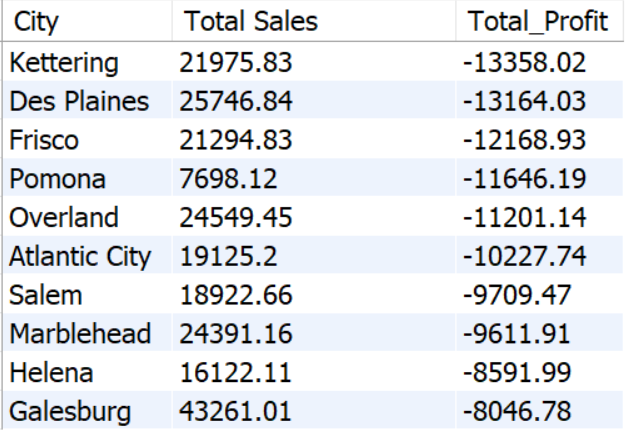 City Total Sales Total_Profit
Kettering 21975.83 -13358.02
Des Plaines 25746.84 -13164.03
Frisco 21294.83 -12168.93
Pomona 7698.12 -11646.19
Overland 24549.45 -11201.14
Atlantic City 19125.2 -10227.74
Salem 18922.66 -9709.47
Marblehead 24391.16 -9611.91
Helena 16122.11 -8591.99
Galesburg 43261.01 -8046.78